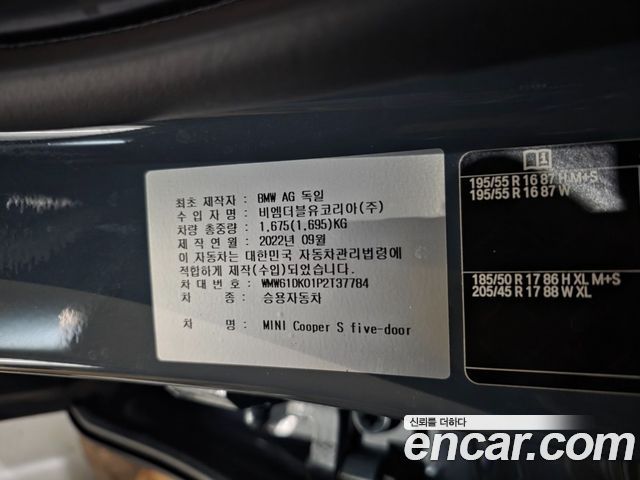 최초 제작자 : BMW AG 독일
수 입 자 명 : 비엠더블유코리아(주)
차량 총중량 : 1,675(1,695)KG
제 작 연 월 : 2022년 09월
이 자동차는 대한민국 자동차관리법령에
적합하게 제작(수입)되었습니다.
차 대 번 호 : WMW61DK01P2T37784
차 종 : 승용자동차
차 명 : MINI Cooper S five-door
195/55 R 16 87 H M+S
195/55 R 16 87 W
185/50 R 17 86 H XL M+S
205/45 R 17 88 W XL
신뢰를 더하다
encar.com